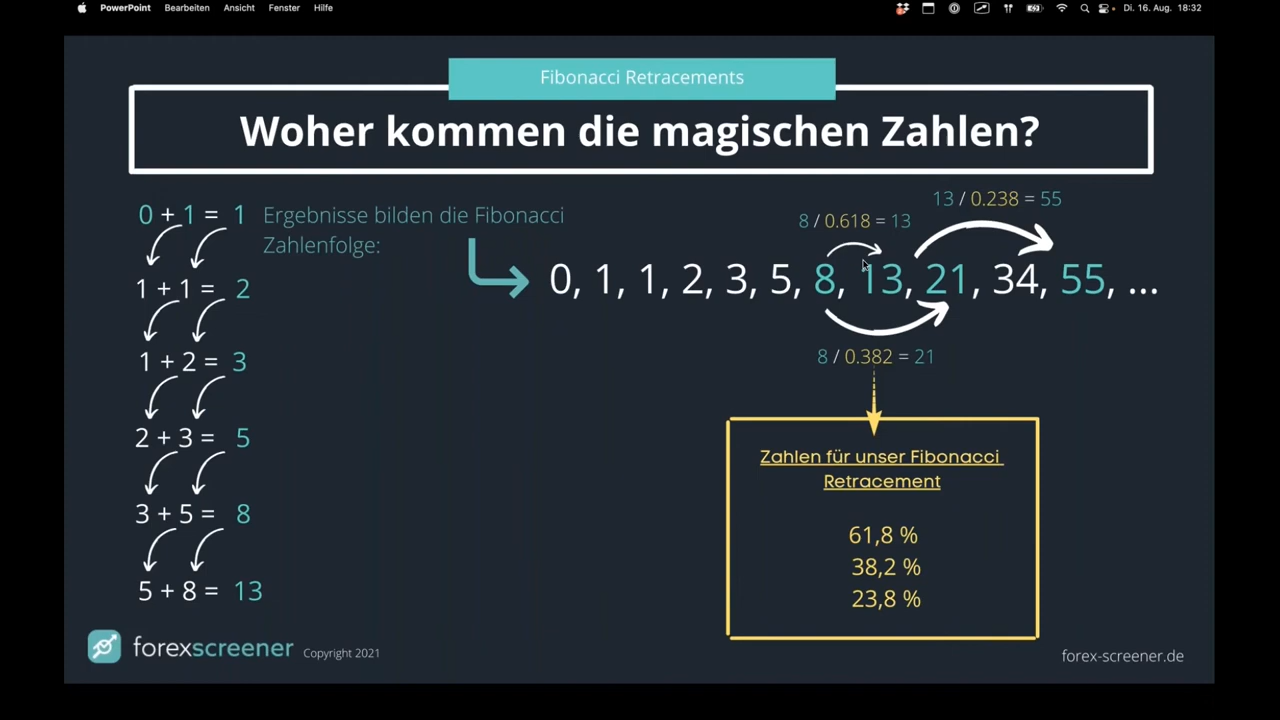 PowerPoint Bearbeiten Ansicht Fenster Hilfe Di. 16. Aug. 18:32
Fibonacci Retracements
Woher kommen die magischen Zahlen?
0 + 1 = 1
1 + 1 = 2
1 + 2 = 3
2 + 3 = 5
3 + 5 = 8
5 + 8 = 13
Ergebnisse bilden die Fibonacci
Zahlenfolge:
13 / 0.238 = 55
8 / 0.618 = 13
0, 1, 1, 2, 3, 5, 8, 13, 21, 34, 55, ...
8 / 0.382 = 21
Zahlen für unser Fibonacci
Retracement
61,8 %
38,2 %
23,8 %
forexscreener Copyright 2021
forex-screener.de